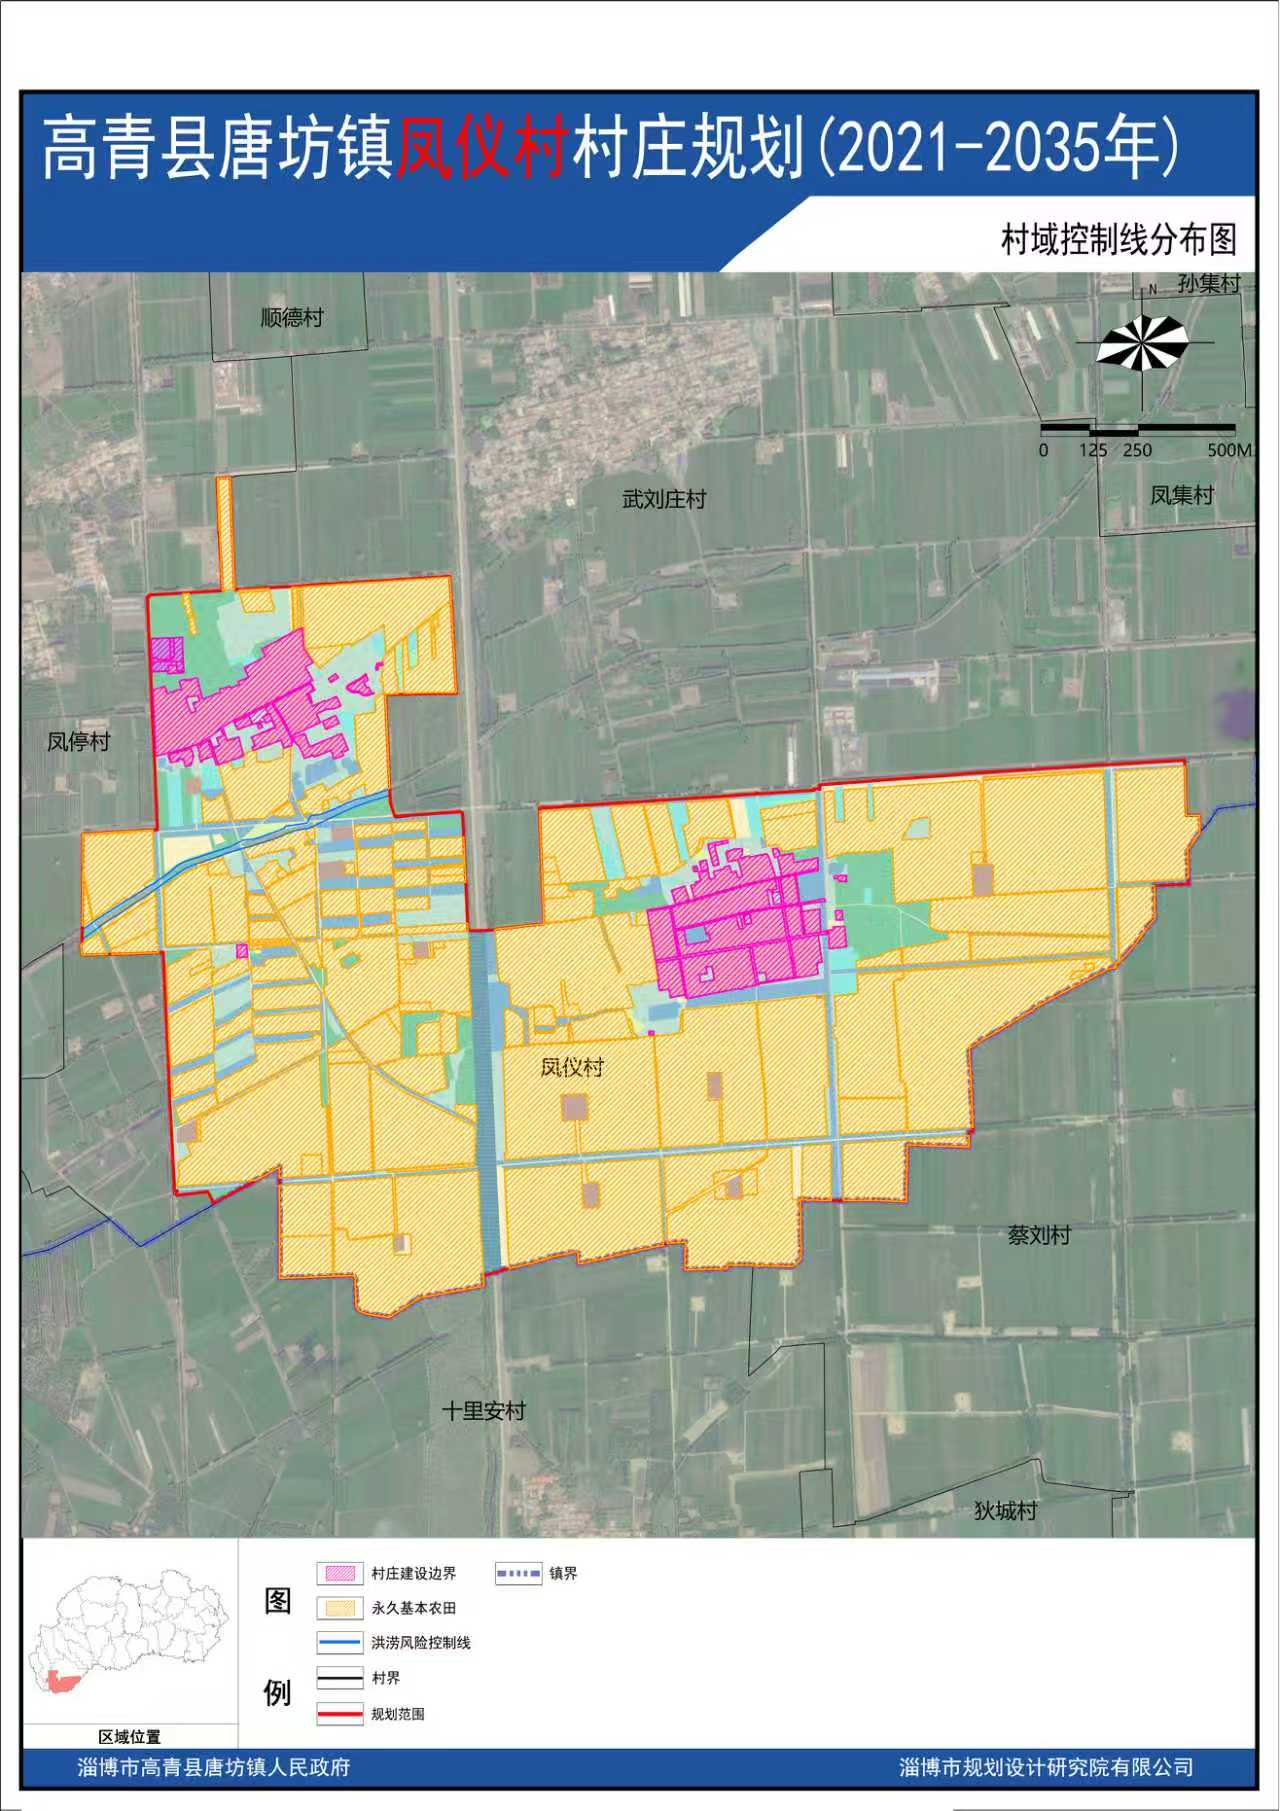 高青县唐坊镇凤仪村村庄规划(2021-2035年)
村域控制线分布图
孙集村
顺德村
N
0 125 250 500M
武刘庄村
凤集村
凤停村
凤仪村
蔡刘村
十里安村
狄城村
图例
村庄建设边界
镇界
永久基本农田
洪涝风险控制线
村界
规划范围
区域位置
淄博市高青县唐坊镇人民政府
淄博市规划设计研究院有限公司